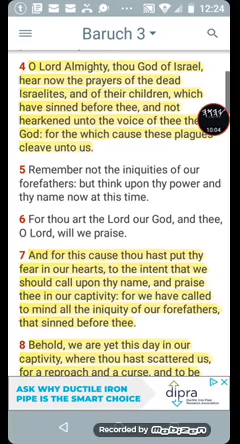 12:24
Baruch 3
4 O Lord Almighty, thou God of Israel,
hear now the prayers of the dead
Israelites, and of their children, which
have sinned before thee, and not
hearkened unto the voice of thee
God: for the which cause these plagues
cleave unto us.
10:04
5 Remember not the iniquities of our
forefathers: but think upon thy power and
thy name now at this time.
6 For thou art the Lord our God, and thee,
O Lord, will we praise.
7 And for this cause thou hast put thy
fear in our hearts, to the intent that we
should call upon thy name, and praise
thee in our captivity: for we have called
to mind all the iniquity of our forefathers,
that sinned before thee.
8 Behold, we are yet this day in our
captivity, where thou hast scattered us,
for a reproach and a curse, and to be
ASK WHY DUCTILE IRON
PIPE IS THE SMART CHOICE
dipra
Ductile Iron Pipe
Recorded by Mobizen